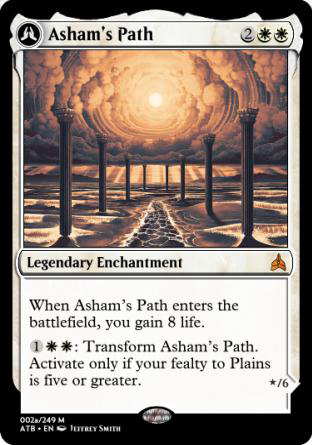 Asham's Path 2
Legendary Enchantment
When Asham's Path enters the
battlefield, you gain 8 life.
1 : Transform Asham's Path.
Activate only if your fealty to Plains
is five or greater.
*/6
002a/249 M
ATB • EN Jeffrey Smith